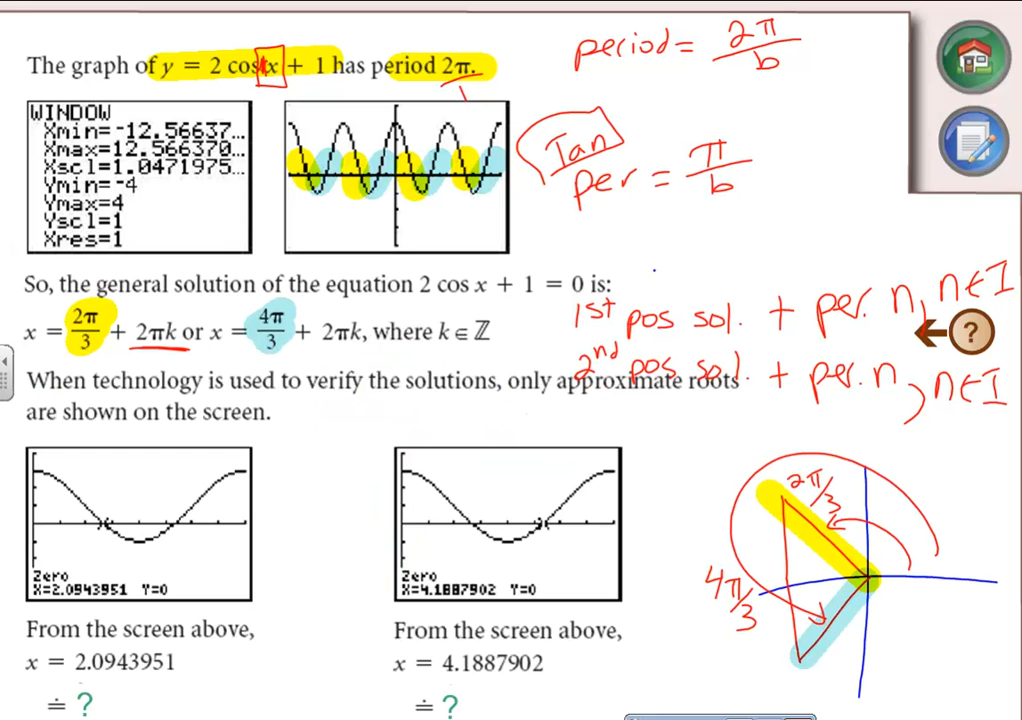 The graph of y = 2 cos 1x + 1 has period 2π.
1
period = 2π/b
WINDOW
Xmin=-12.56637...
Xmax=12.566370...
Xscl=1.0471975...
Ymin=-4
Ymax=4
Yscl=1
Xres=1
Tan
per = π/b
So, the general solution of the equation 2 cos x + 1 = 0 is:
x = 2π/3 + 2πk or x = 4π/3 + 2πk, where k ∈ ℤ
1st pos sol. + per. n, n∈I
?
2nd pos sol. + per. n, n∈I
When technology is used to verify the solutions, only approximate roots
are shown on the screen.
Zero
X=2.0943951 Y=0
Zero
X=4.1887902 Y=0
2π/3
4π/3
From the screen above,
x = 2.0943951
≐ ?
From the screen above,
x = 4.1887902
≐ ?